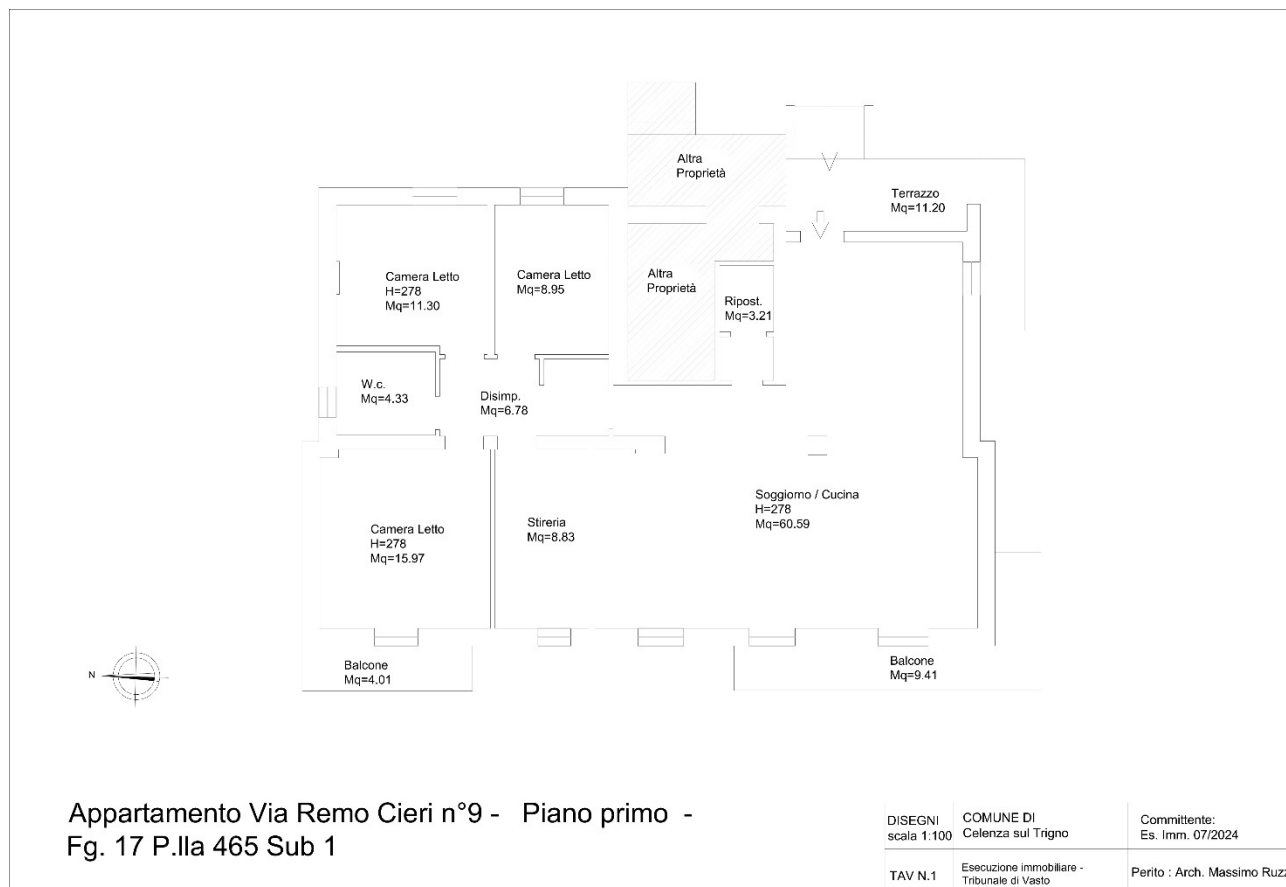 Altra
Proprietà
Terrazzo
Mq=11.20
Camera Letto
H=278
Mq=11.30
Camera Letto
Mq=8.95
Altra
Proprietà
Ripost.
Mq=3.21
W.c.
Mq=4.33
Disimp.
Mq=6.78
Soggiorno / Cucina
H=278
Mq=60.59
Camera Letto
H=278
Mq=15.97
Stireria
Mq=8.83
N
Balcone
Mq=4.01
Balcone
Mq=9.41
Appartamento Via Remo Cieri n°9 - Piano primo -
Fg. 17 P.lla 465 Sub 1
DISEGNI
scala 1:100
COMUNE DI
Celenza sul Trigno
Committente:
Es. Imm. 07/2024
TAV N.1
Esecuzione immobiliare -
Tribunale di Vasto
Perito : Arch. Massimo